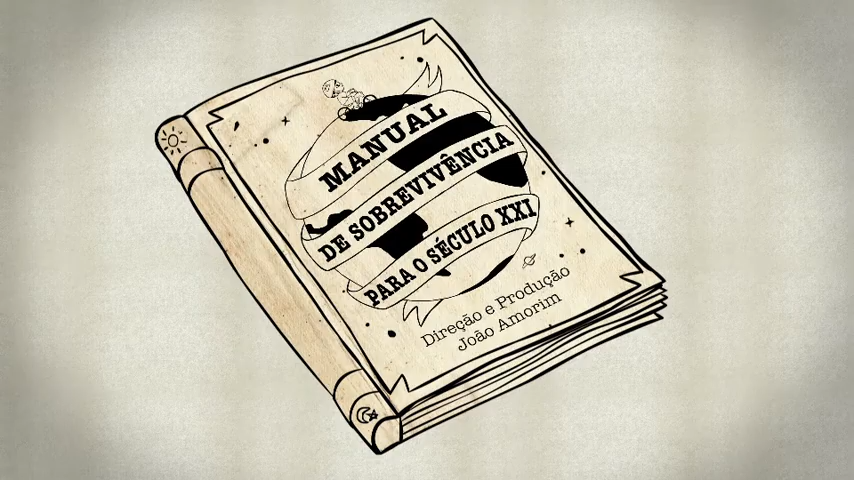 MANUAL
DE SOBREVIVÊNCIA
PARA O SÉCULO XXI
Direção e Produção
João Amorim